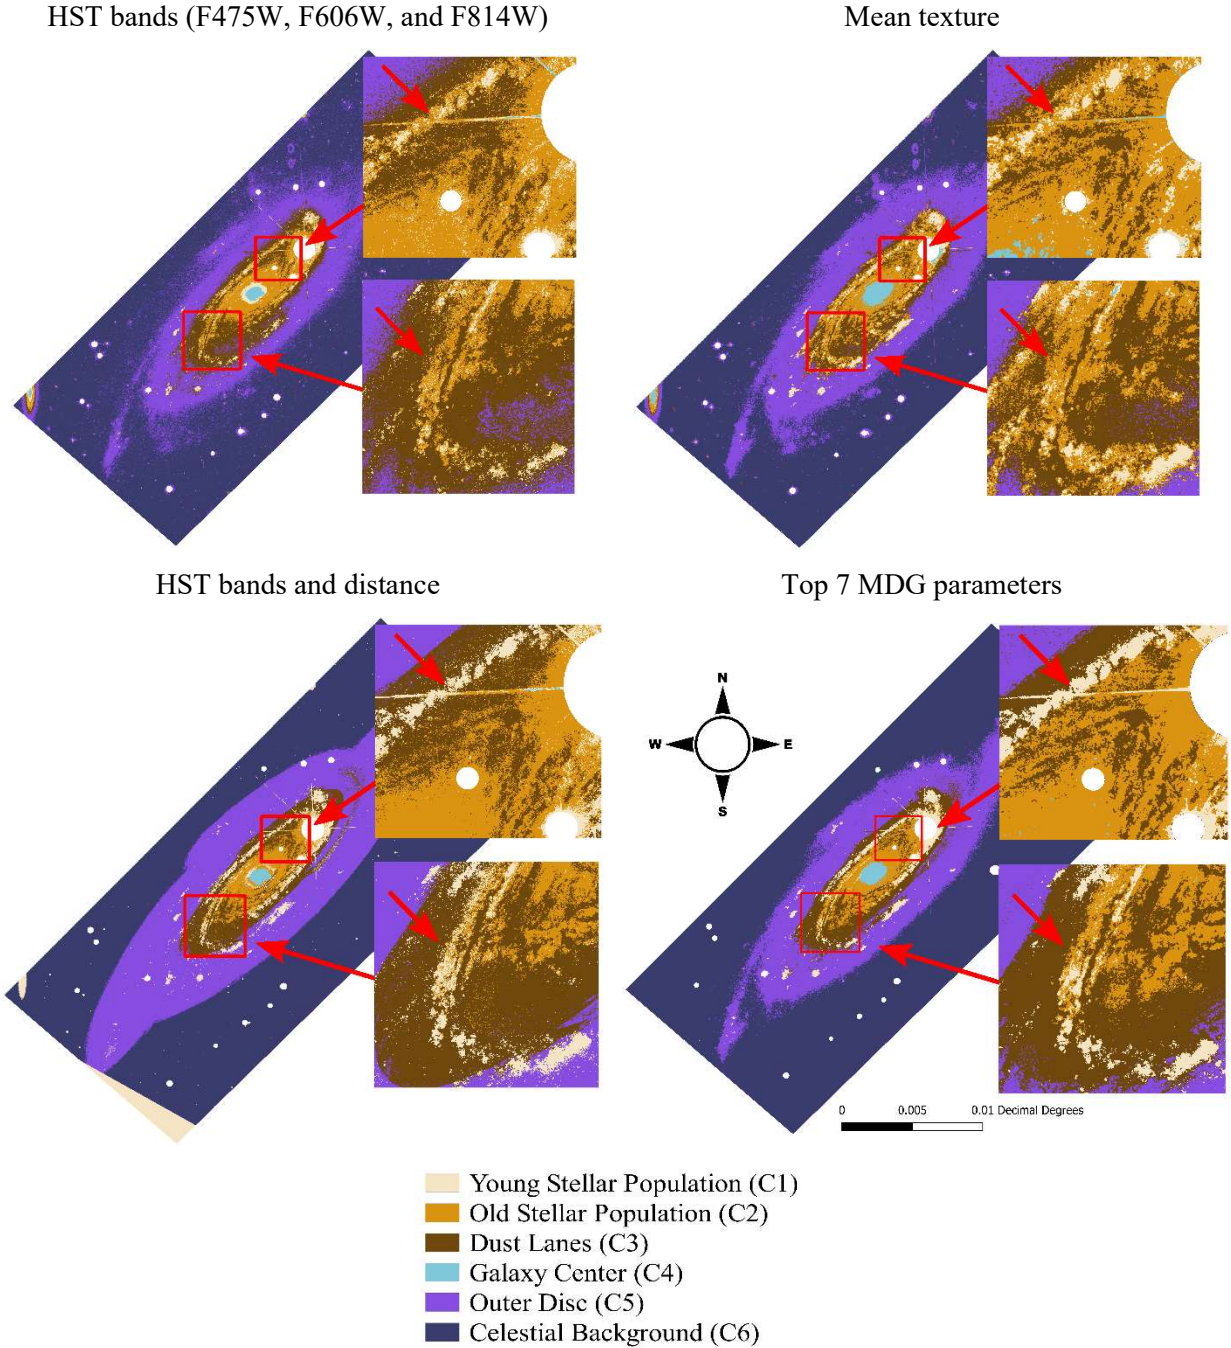 HST bands (F475W, F606W, and F814W)
Mean texture
HST bands and distance
Top 7 MDG parameters
N
W E
S
0 0.005 0.01 Decimal Degrees
Young Stellar Population (C1)
Old Stellar Population (C2)
Dust Lanes (C3)
Galaxy Center (C4)
Outer Disc (C5)
Celestial Background (C6)